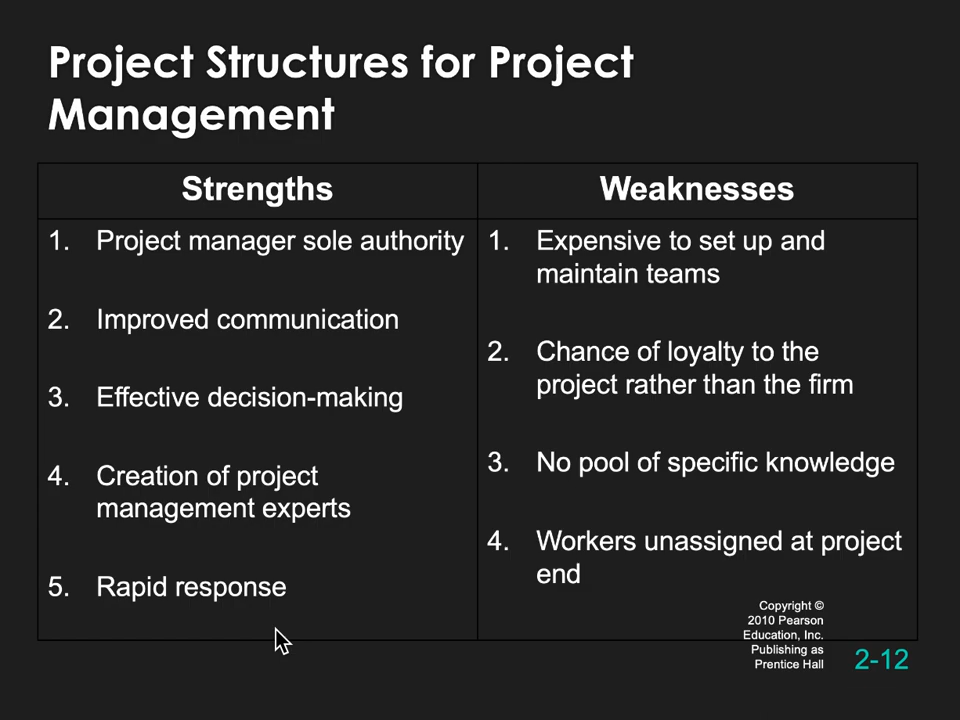 Project Structures for Project
Management
Strengths
Weaknesses
1. Project manager sole authority
2. Improved communication
3. Effective decision-making
4. Creation of project
management experts
5. Rapid response
1. Expensive to set up and
maintain teams
2. Chance of loyalty to the
project rather than the firm
3. No pool of specific knowledge
4. Workers unassigned at project
end
Copyright ©
2010 Pearson
Education, Inc.
Publishing as
Prentice Hall
2-12